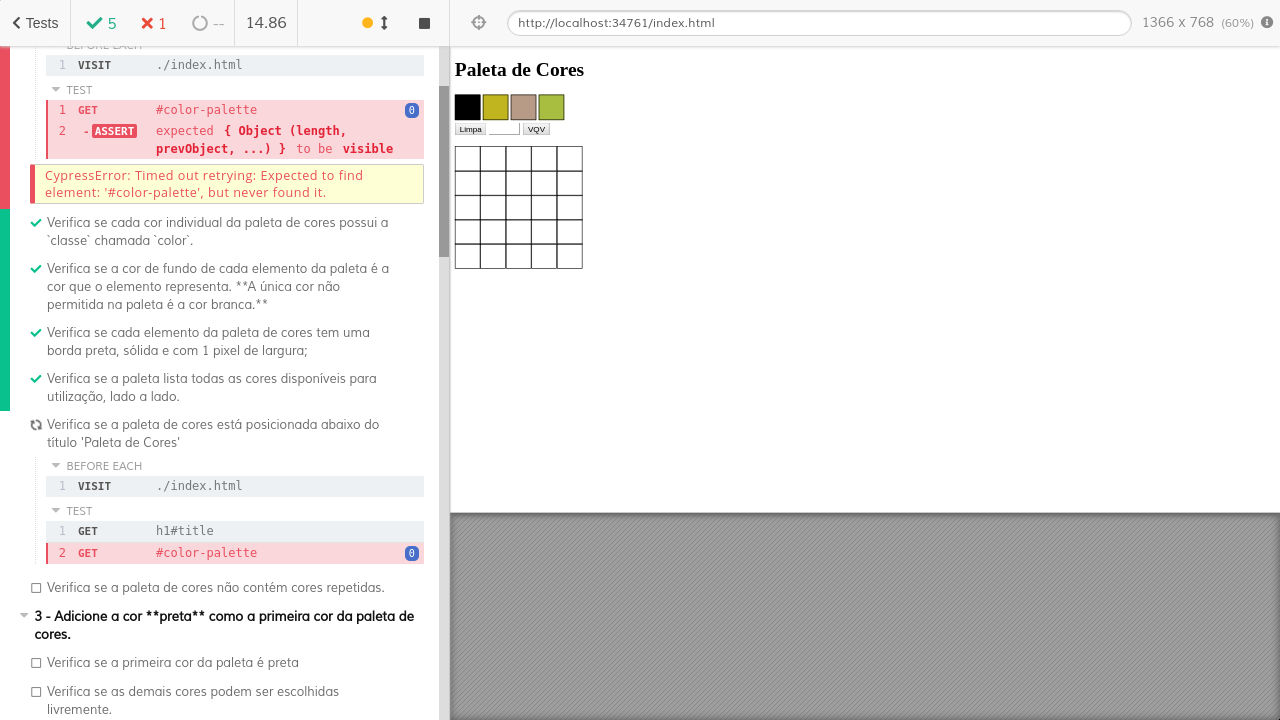 Tests
5
1
--
14.86
http://localhost:34761/index.html
1366 x 768 (60%)
BEFORE EACH
1 VISIT ./index.html
TEST
1 GET #color-palette 0
2 -ASSERT expected { Object (length,
prevObject, ...) } to be visible
CypressError: Timed out retrying: Expected to find
element: '#color-palette', but never found it.
Verifica se cada cor individual da paleta de cores possui a
`classe` chamada `color`.
Verifica se a cor de fundo de cada elemento da paleta é a
cor que o elemento representa. **A única cor não
permitida na paleta é a cor branca.**
Verifica se cada elemento da paleta de cores tem uma
borda preta, sólida e com 1 pixel de largura;
Verifica se a paleta lista todas as cores disponíveis para
utilização, lado a lado.
Verifica se a paleta de cores está posicionada abaixo do
título 'Paleta de Cores'
BEFORE EACH
1 VISIT ./index.html
TEST
1 GET h1#title
2 GET #color-palette 0
Verifica se a paleta de cores não contém cores repetidas.
3 - Adicione a cor **preta** como a primeira cor da paleta de
cores.
Verifica se a primeira cor da paleta é preta
Verifica se as demais cores podem ser escolhidas
livremente.
Paleta de Cores
Limpa
VQV